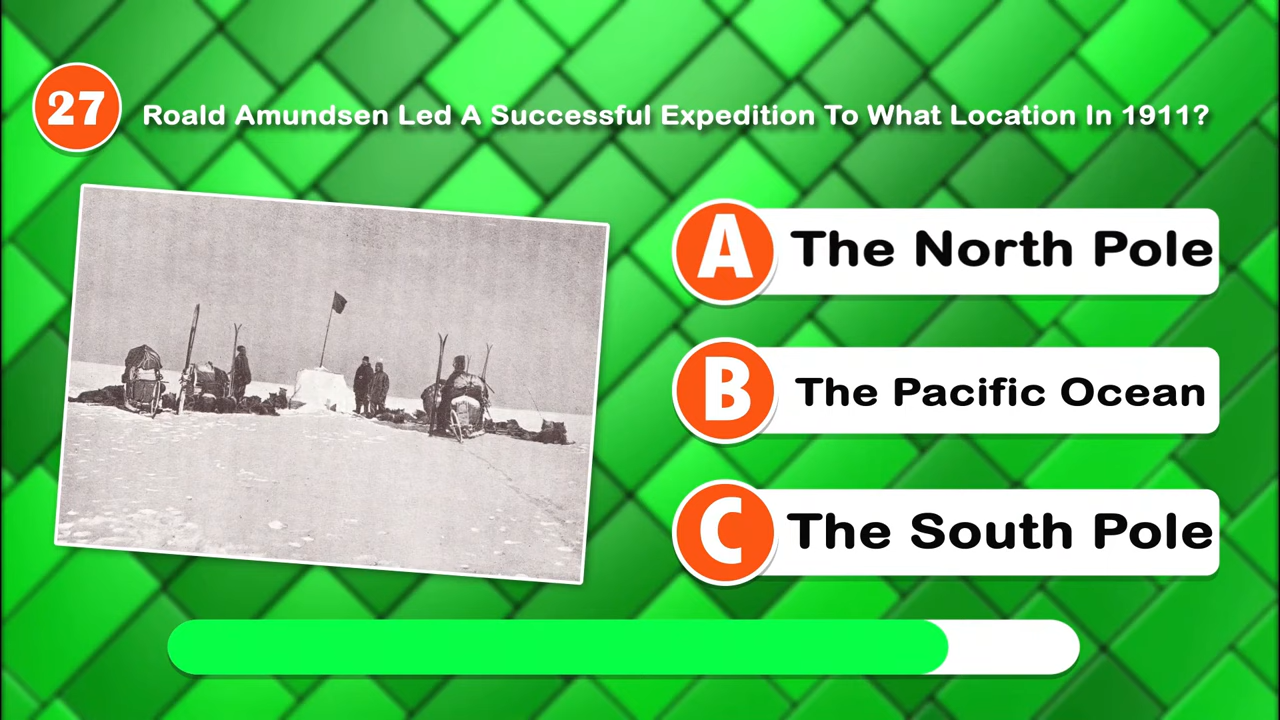 27
Roald Amundsen Led A Successful Expedition To What Location In 1911?
A The North Pole
B The Pacific Ocean
C The South Pole